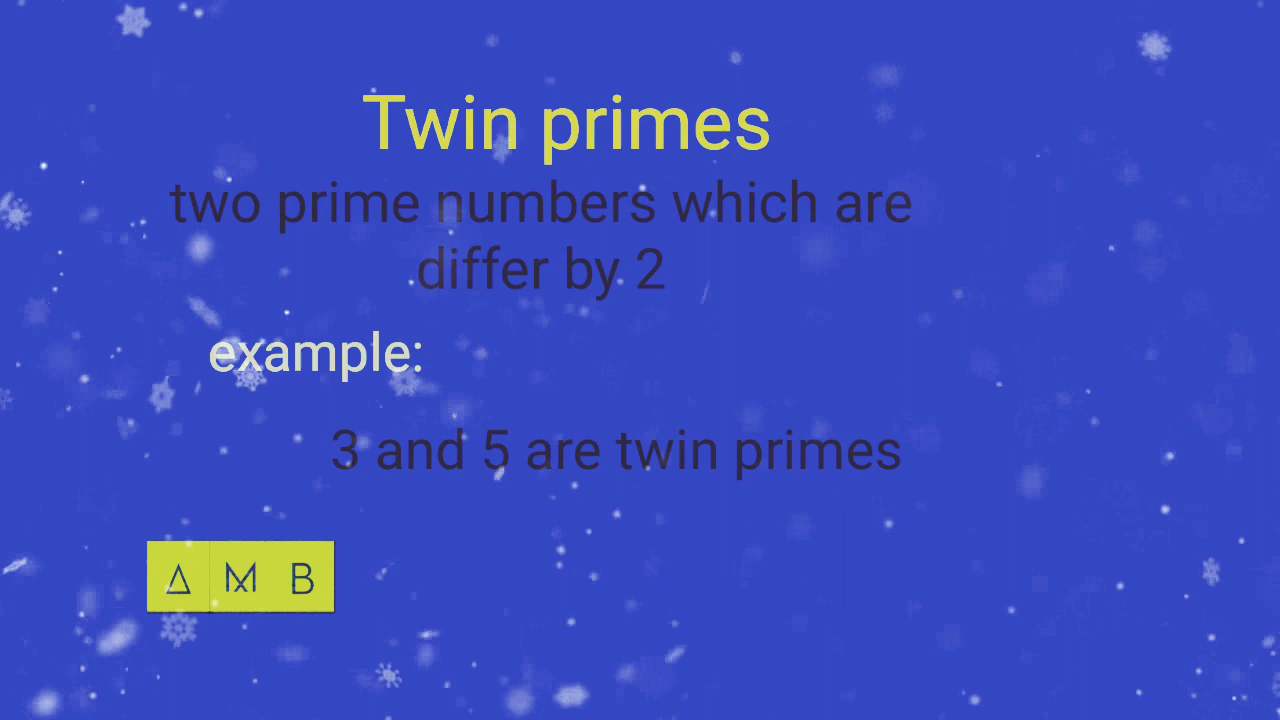 Twin primes
two prime numbers which are
differ by 2
example:
3 and 5 are twin primes
Δ M B